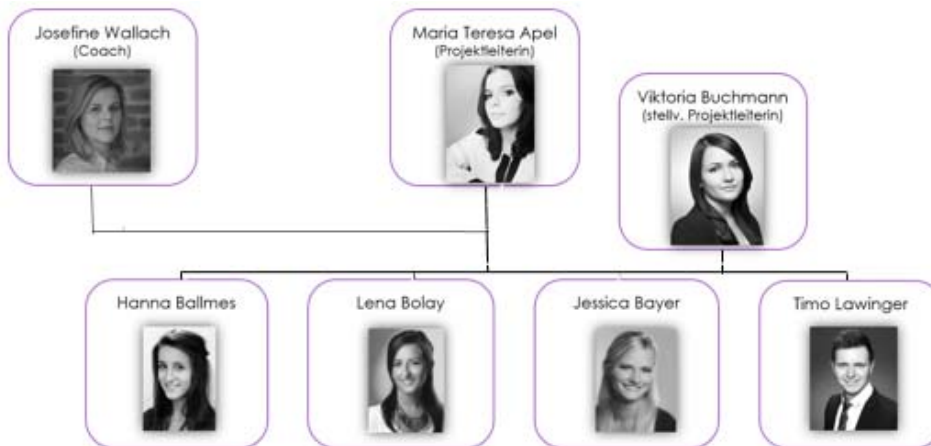 Josefine Wallach
(Coach)
Maria Teresa Apel
(Projektleiterin)
Viktoria Buchmann
(stellv. Projektleiterin)
Hanna Ballmes
Lena Bolay
Jessica Bayer
Timo Lawinger